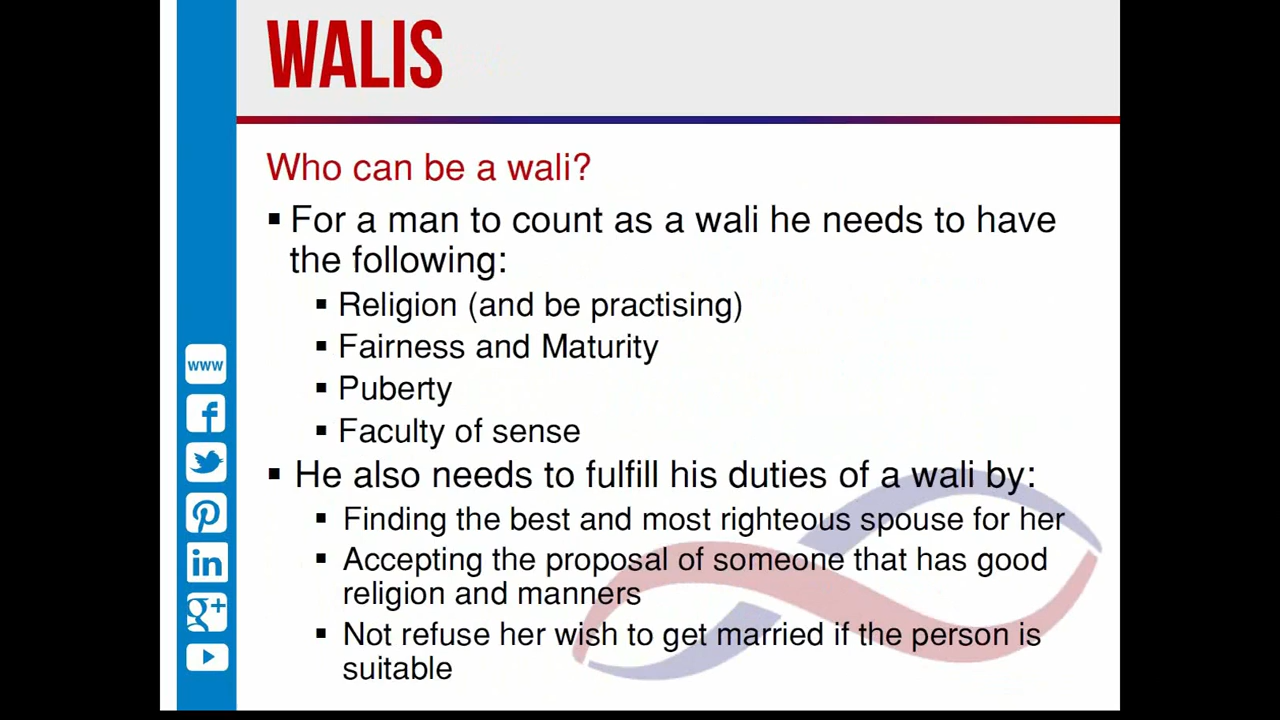 WALIS
Who can be a wali?
▪ For a man to count as a wali he needs to have
the following:
▪ Religion (and be practising)
▪ Fairness and Maturity
▪ Puberty
▪ Faculty of sense
▪ He also needs to fulfill his duties of a wali by:
▪ Finding the best and most righteous spouse for her
▪ Accepting the proposal of someone that has good
religion and manners
▪ Not refuse her wish to get married if the person is
suitable
www
f
in
g+